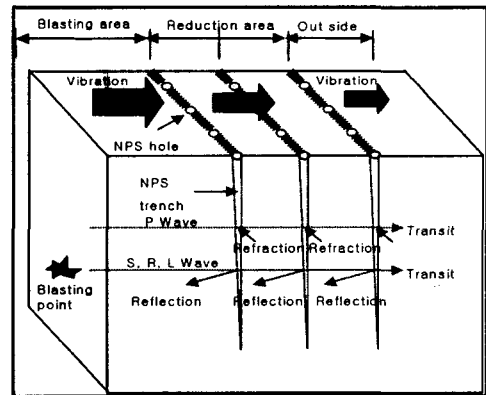 Blasting area Reduction area Out side
Vibration Vibration
NPS hole
NPS
trench
P Wave Transit
Refraction Refraction
S, R, L Wave Transit
Blasting
point
Reflection Reflection Reflection